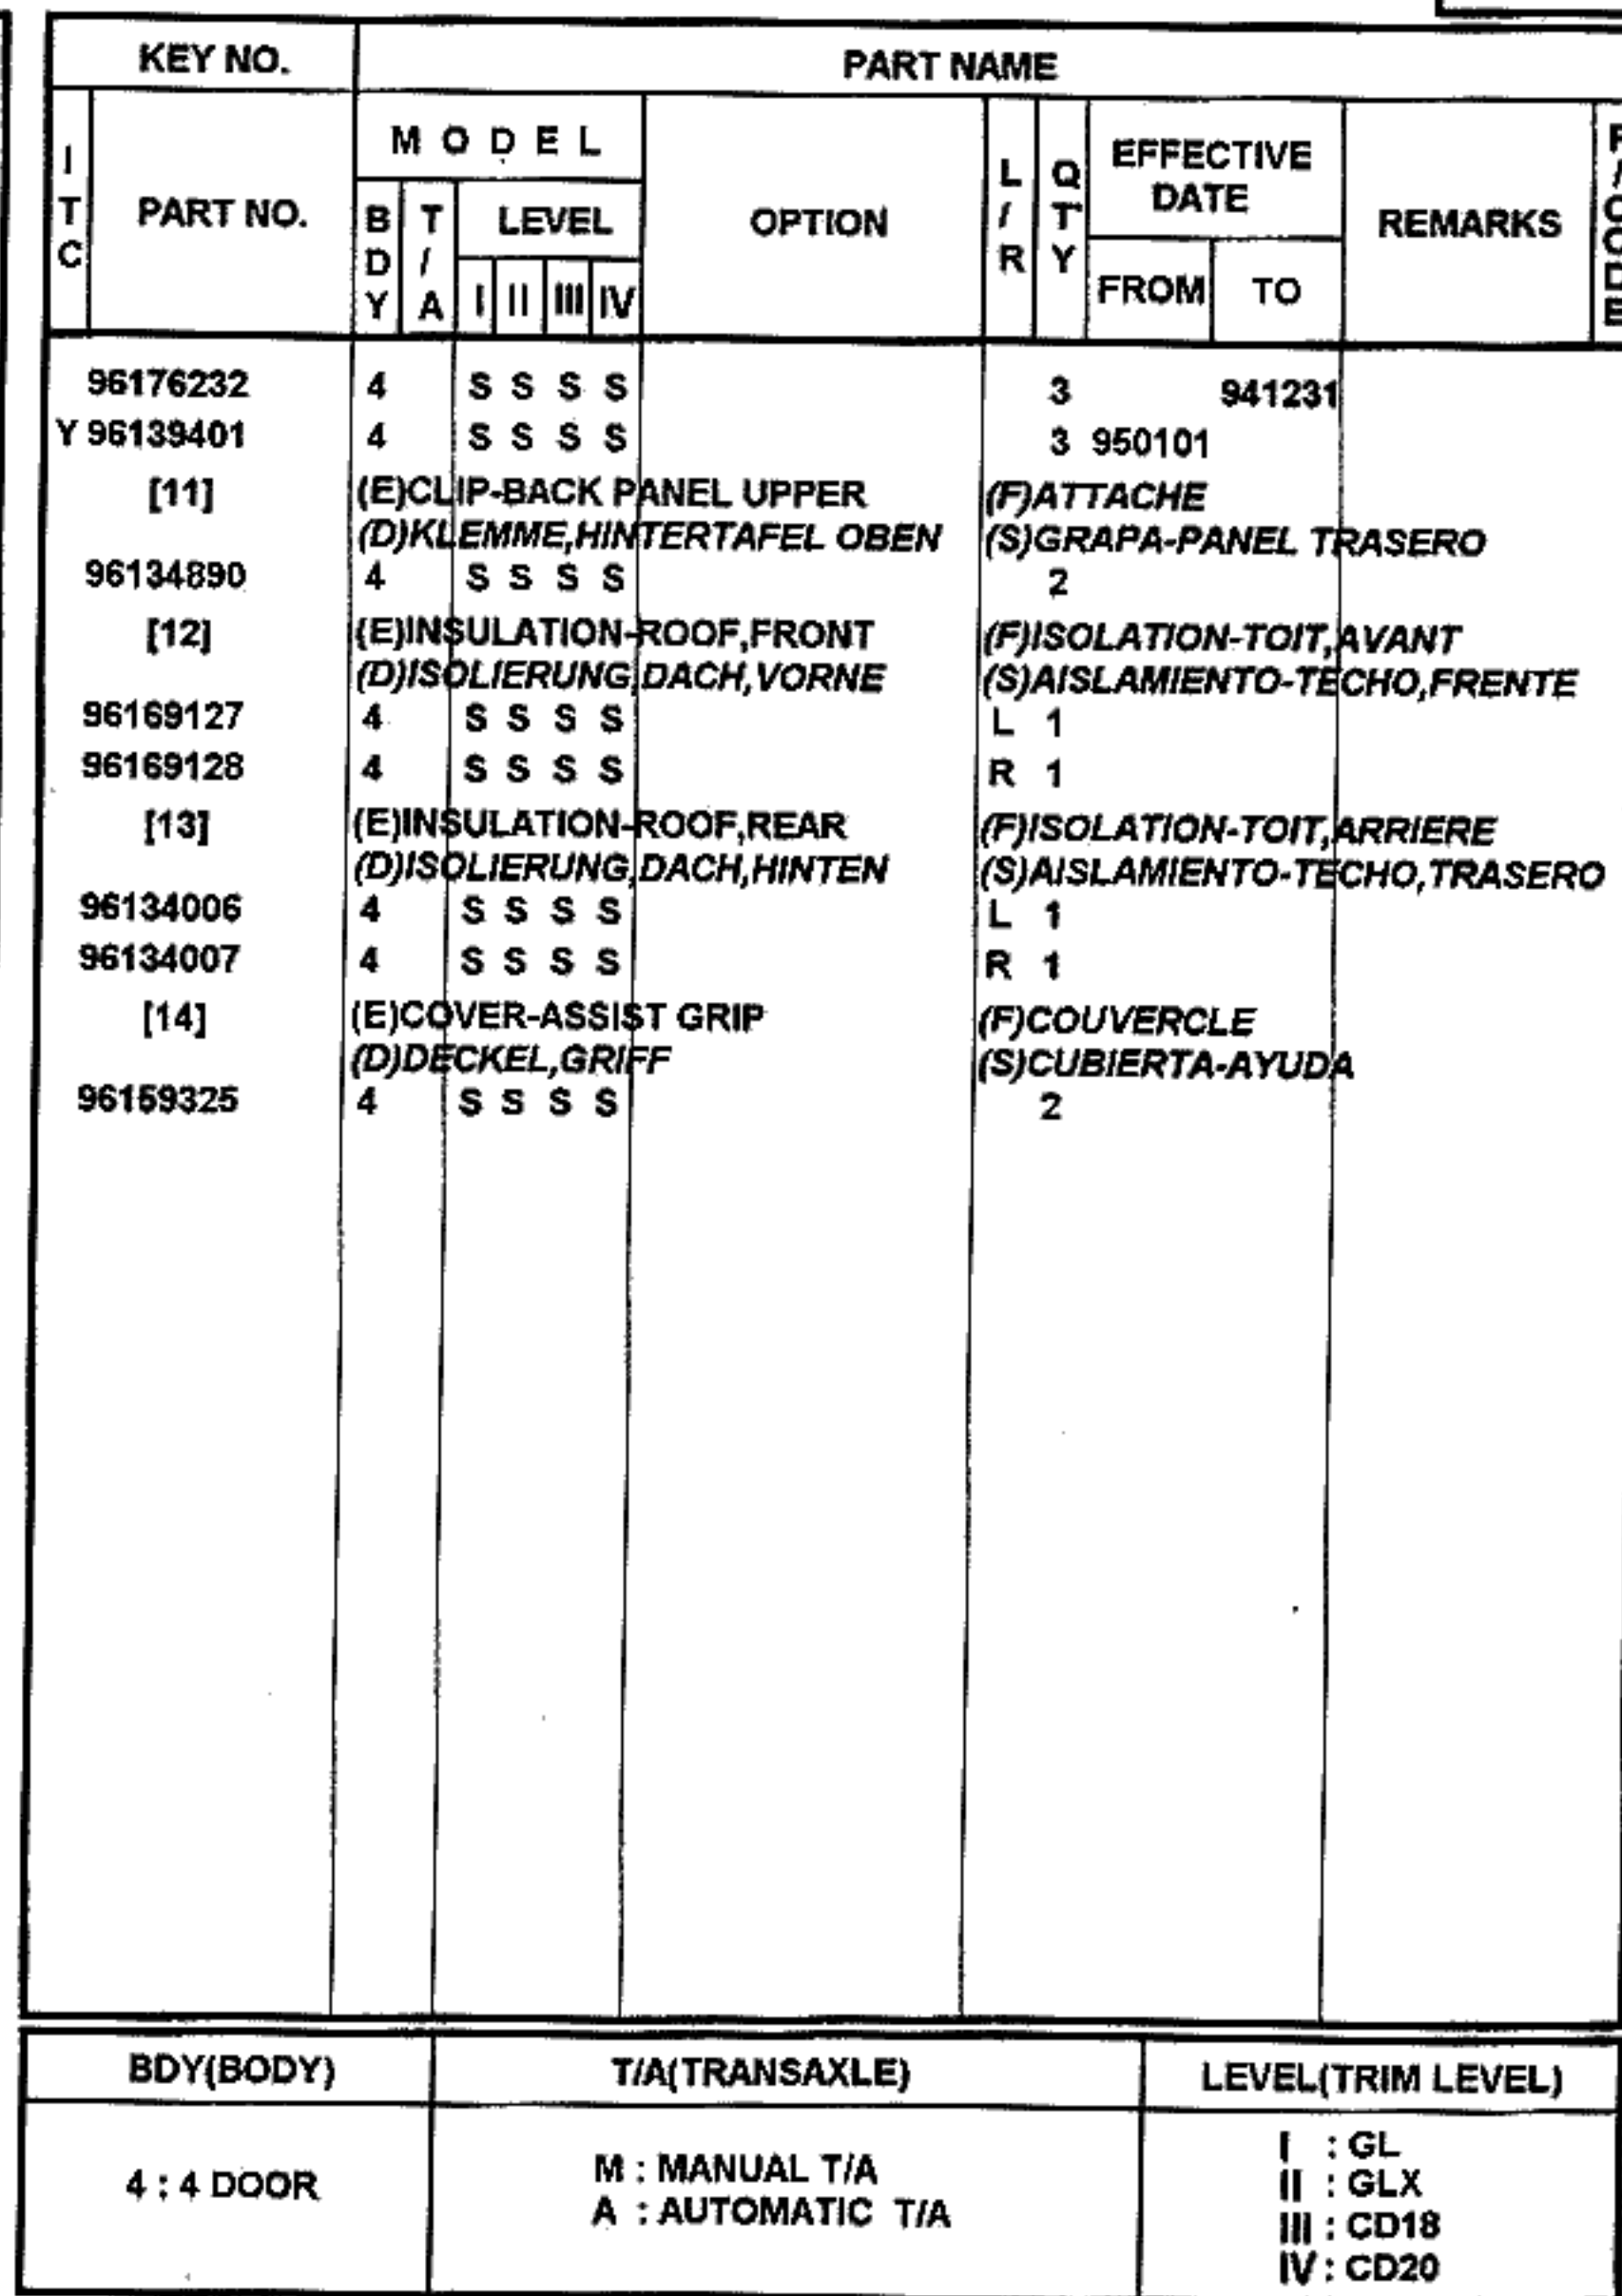 KEY NO. PART NAME
ITC PART NO. MODEL OPTION L/R QTY EFFECTIVE DATE REMARKS
BDY T/A LEVEL
I II III IV FROM TO
96176232 4 S S S S 3 941231
Y 96139401 4 S S S S 3 950101
[11] (E)CLIP-BACK PANEL UPPER (F)ATTACHE
(D)KLEMME,HINTERTAFEL OBEN (S)GRAPA-PANEL TRASERO
96134890 4 S S S S 2
[12] (E)INSULATION-ROOF,FRONT (F)ISOLATION-TOIT,AVANT
(D)ISOLIERUNG,DACH,VORNE (S)AISLAMIENTO-TECHO,FRENTE
96169127 4 S S S S L 1
96169128 4 S S S S R 1
[13] (E)INSULATION-ROOF,REAR (F)ISOLATION-TOIT,ARRIERE
(D)ISOLIERUNG,DACH,HINTEN (S)AISLAMIENTO-TECHO,TRASERO
96134006 4 S S S S L 1
96134007 4 S S S S R 1
[14] (E)COVER-ASSIST GRIP (F)COUVERCLE
(D)DECKEL,GRIFF (S)CUBIERTA-AYUDA
96159325 4 S S S S 2
BDY(BODY) T/A(TRANSAXLE) LEVEL(TRIM LEVEL)
4 : 4 DOOR
M : MANUAL T/A
A : AUTOMATIC T/A
I : GL
II : GLX
III : CD18
IV : CD20